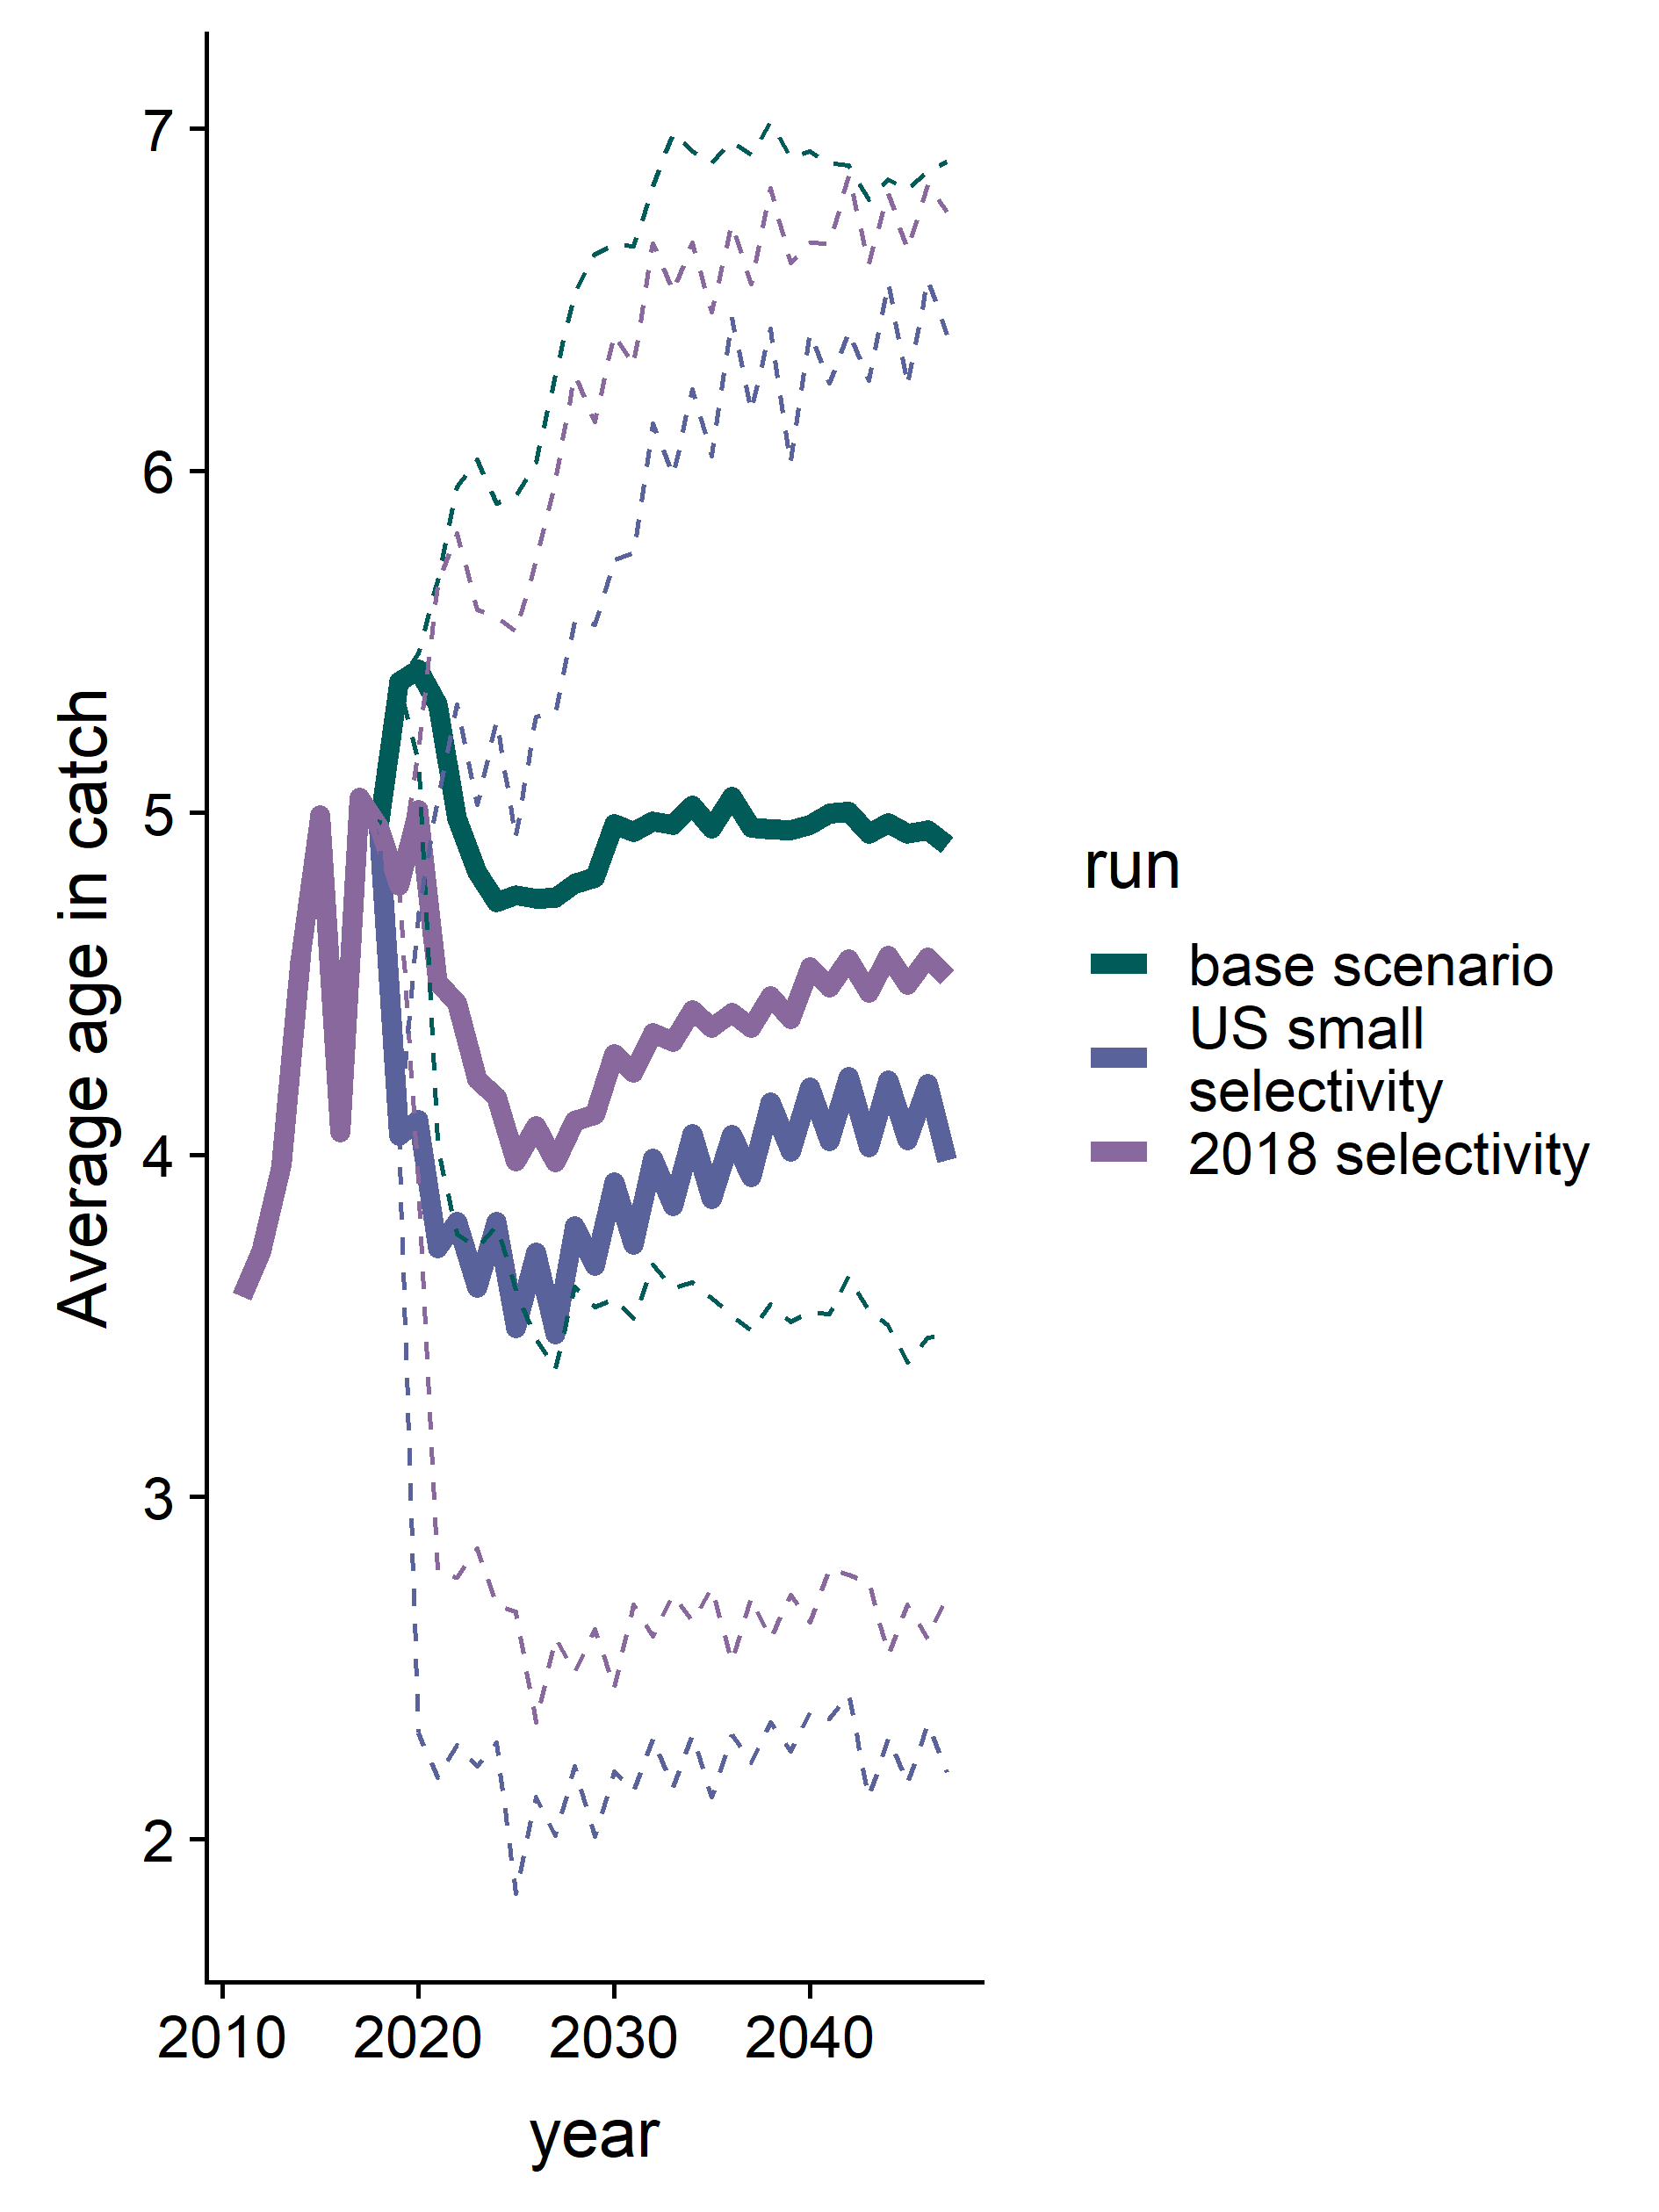 7
6
5
4
3
2
Average age in catch
2010 2020 2030 2040
year
run
base scenario
US small
selectivity
2018 selectivity